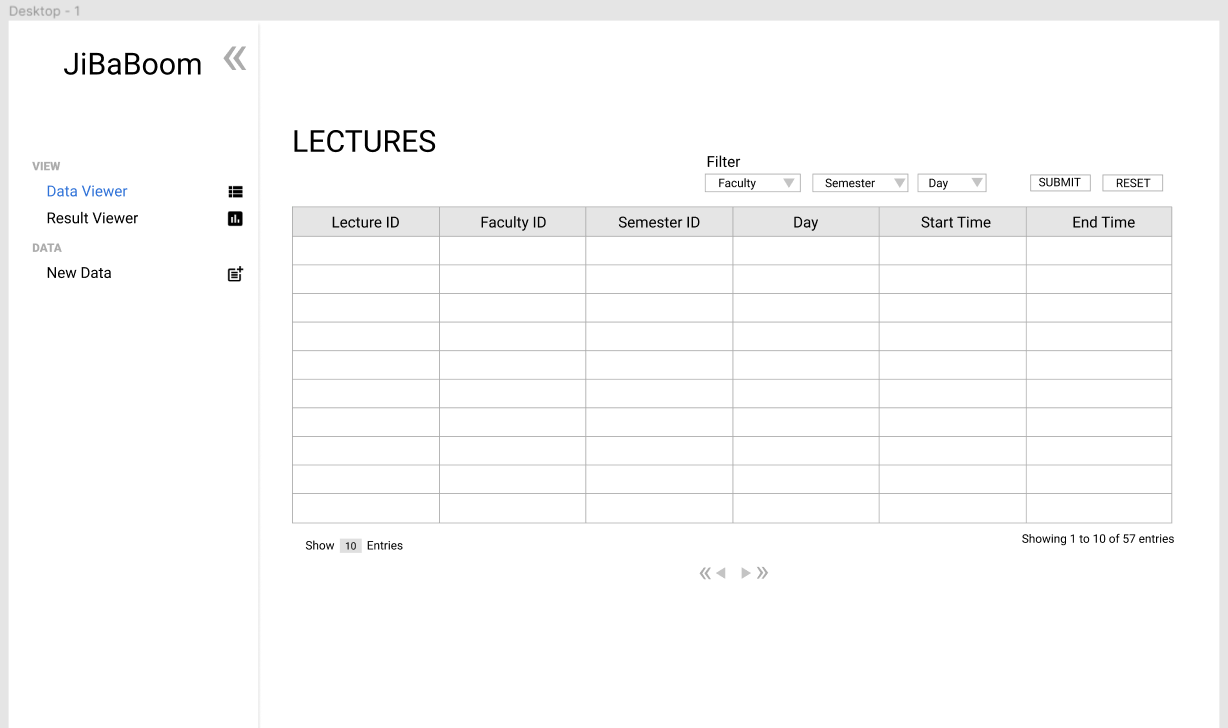 Desktop - 1
JiBaBoom
VIEW
Data Viewer
Result Viewer
DATA
New Data
LECTURES
Filter
Faculty Semester Day SUBMIT RESET
Lecture ID Faculty ID Semester ID Day Start Time End Time
Show 10 Entries
Showing 1 to 10 of 57 entries